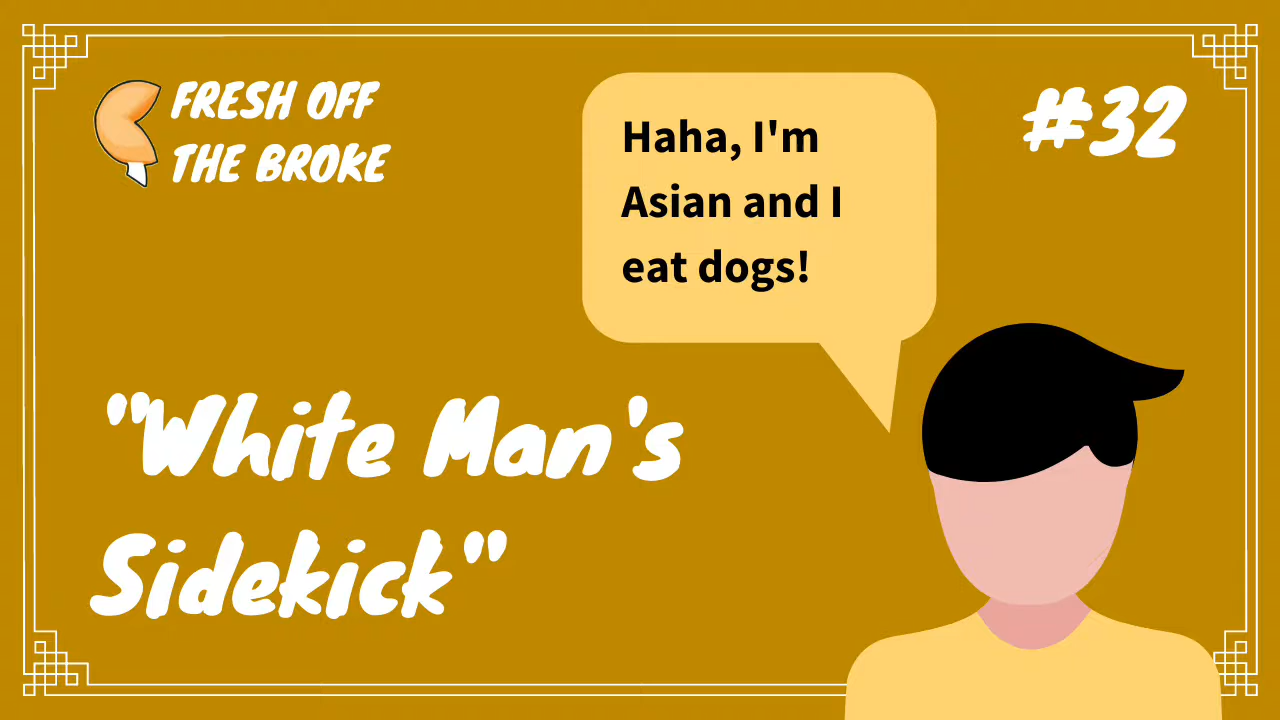 FRESH OFF
THE BROKE
Haha, I'm
Asian and I
eat dogs!
#32
"White Man's
Sidekick"